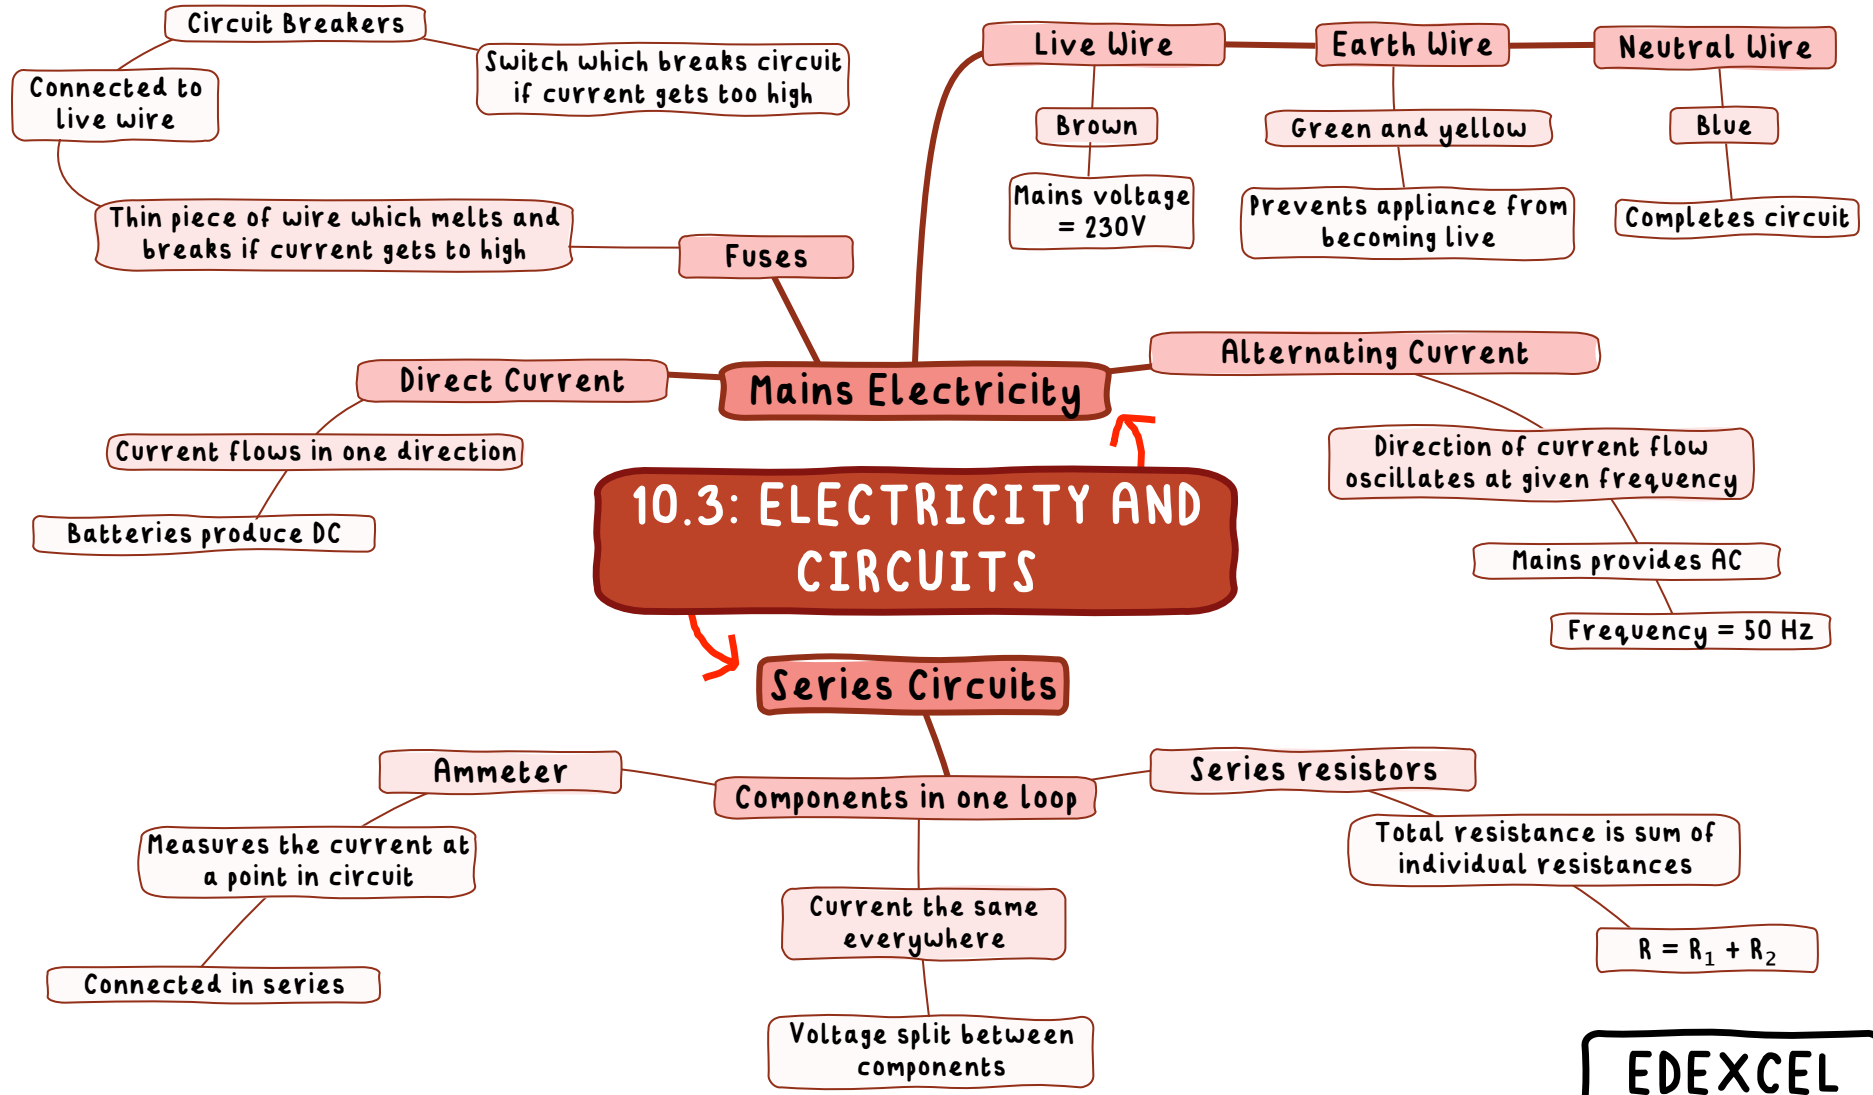 Circuit Breakers
Connected to
live wire
Switch which breaks circuit
if current gets too high
Thin piece of wire which melts and
breaks if current gets to high
Fuses
Live Wire
Earth Wire
Neutral Wire
Brown
Green and yellow
Blue
Mains voltage
= 230V
Prevents appliance from
becoming live
Completes circuit
Direct Current
Mains Electricity
Alternating Current
Current flows in one direction
Batteries produce DC
Direction of current flow
oscillates at given frequency
Mains provides AC
Frequency = 50 Hz
10.3: ELECTRICITY AND
CIRCUITS
Series Circuits
Ammeter
Components in one loop
Series resistors
Measures the current at
a point in circuit
Connected in series
Current the same
everywhere
Voltage split between
components
Total resistance is sum of
individual resistances
R = R₁ + R₂
EDEXCEL